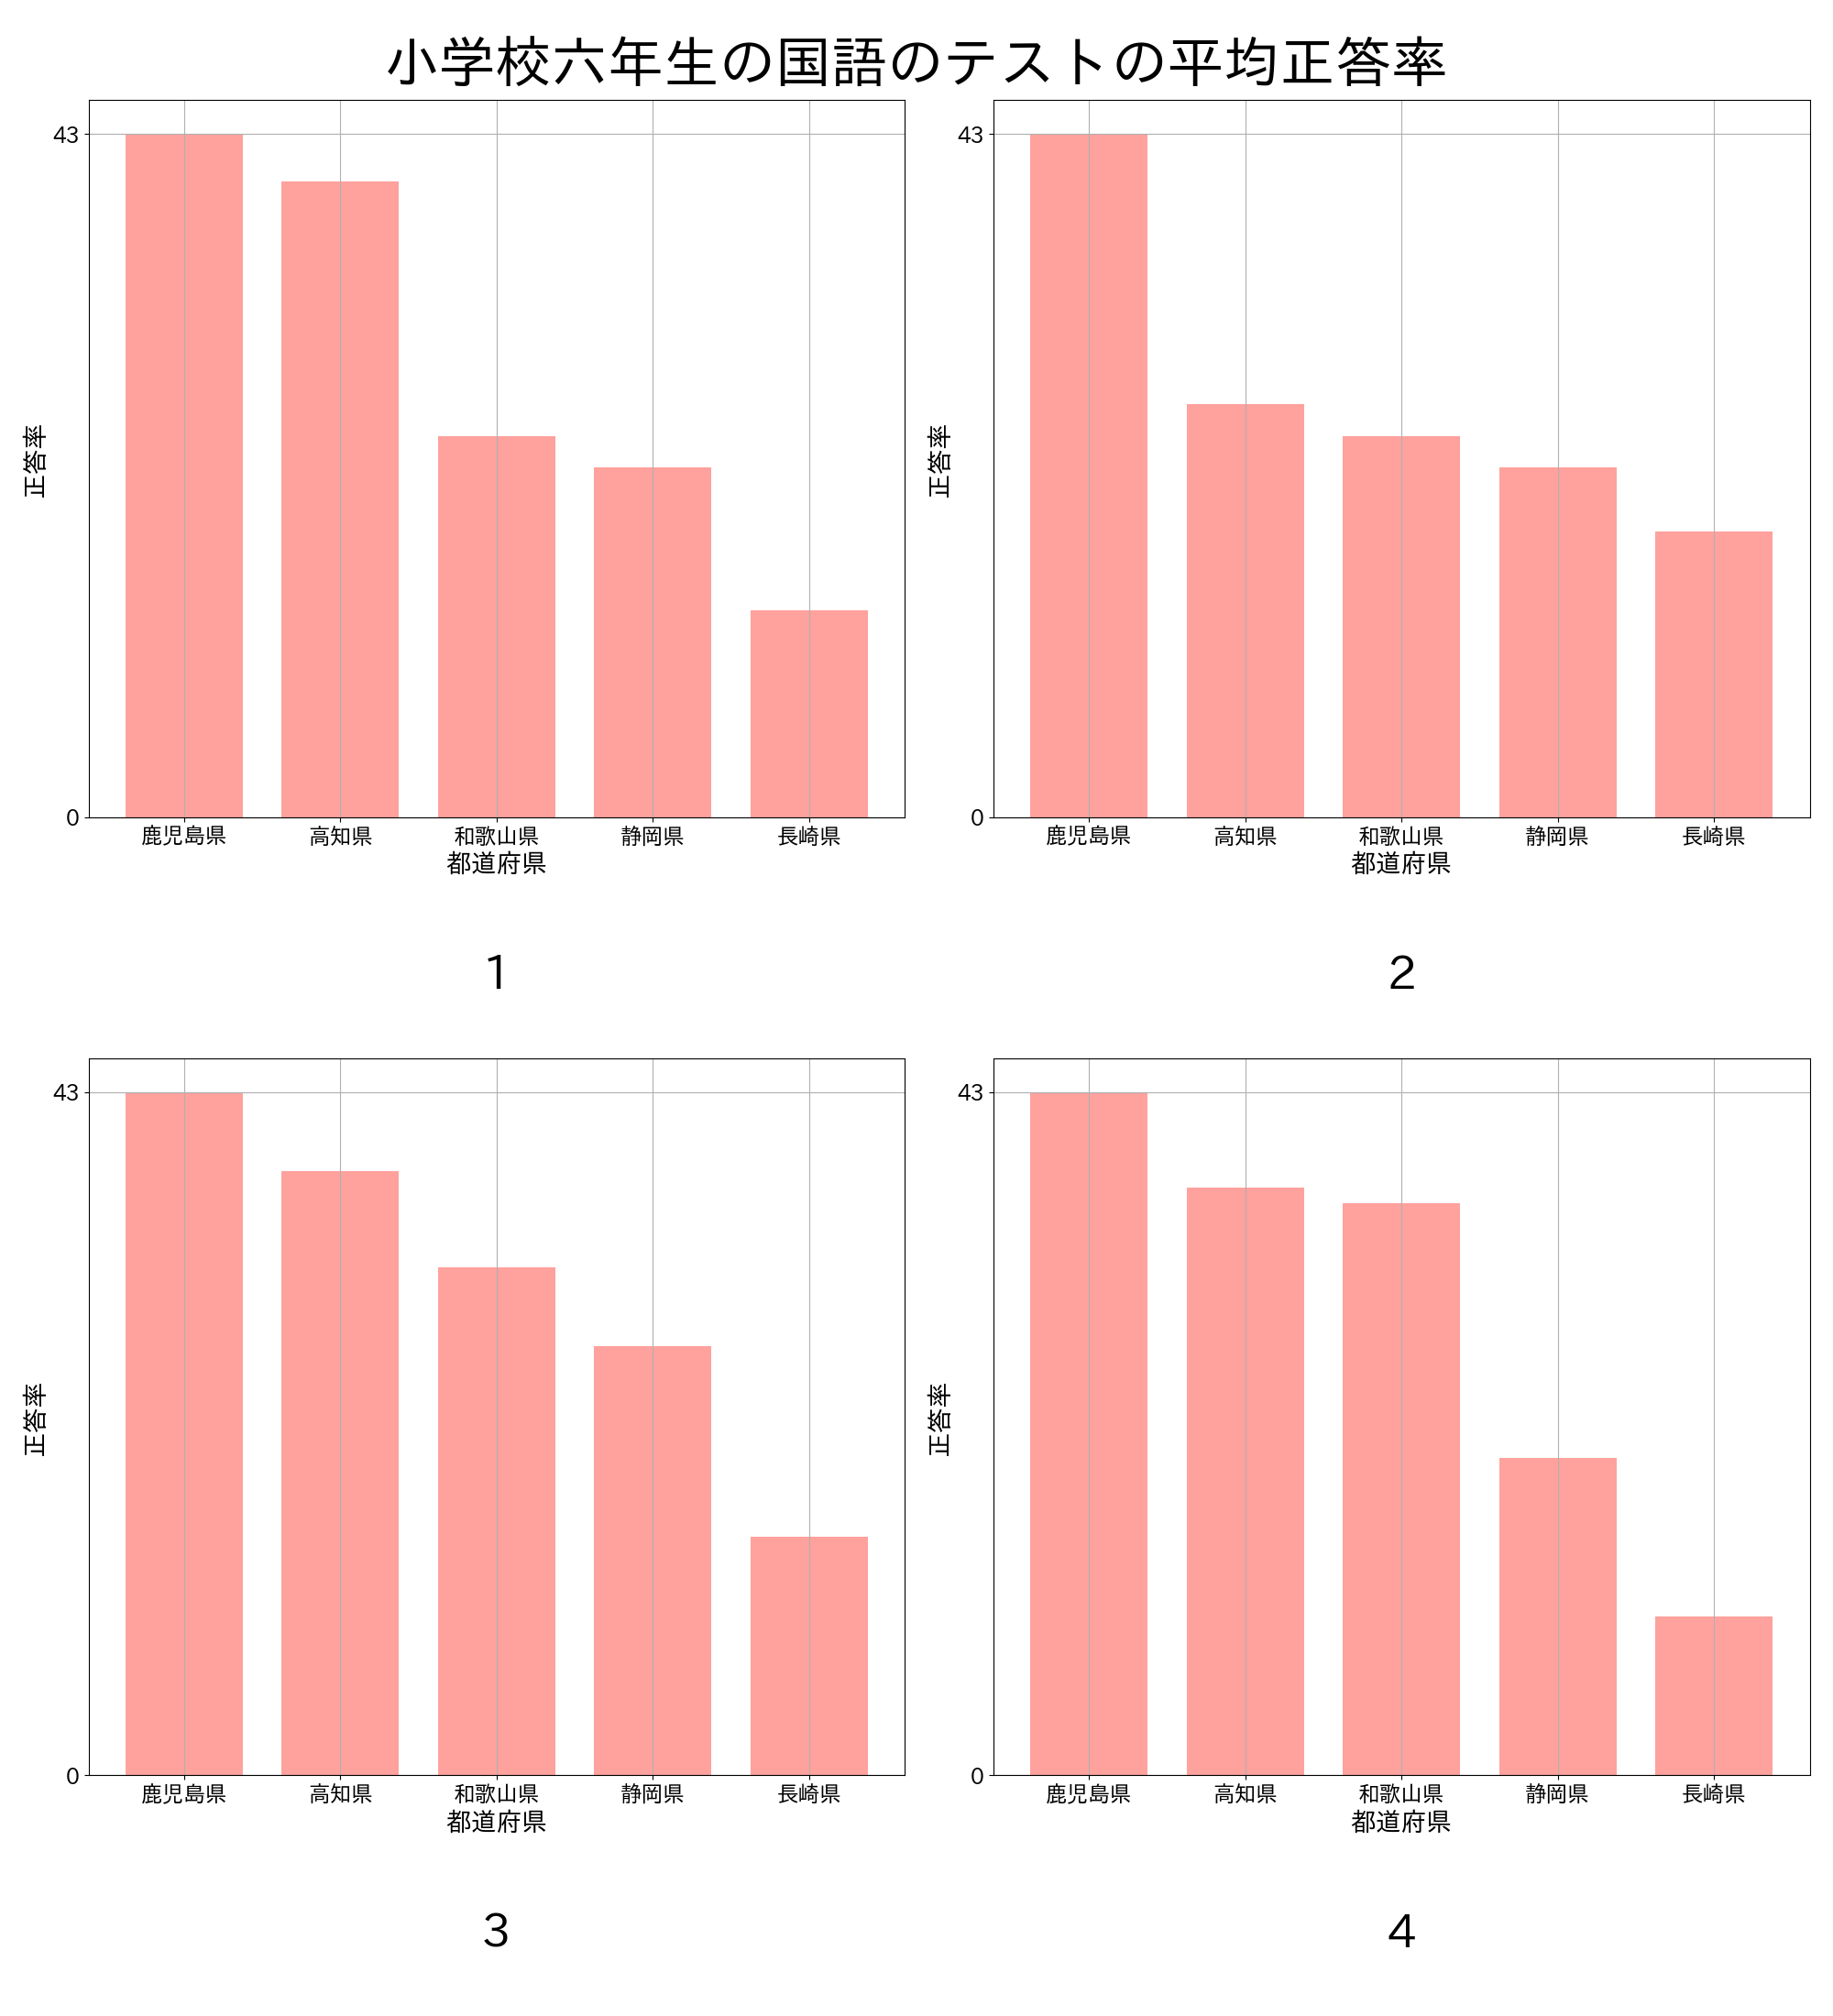 小学校六年生の国語のテストの平均正答率
43
0
正答率
鹿児島県 高知県 和歌山県 静岡県 長崎県
都道府県
1
43
0
正答率
鹿児島県 高知県 和歌山県 静岡県 長崎県
都道府県
2
43
0
正答率
鹿児島県 高知県 和歌山県 静岡県 長崎県
都道府県
3
43
0
正答率
鹿児島県 高知県 和歌山県 静岡県 長崎県
都道府県
4